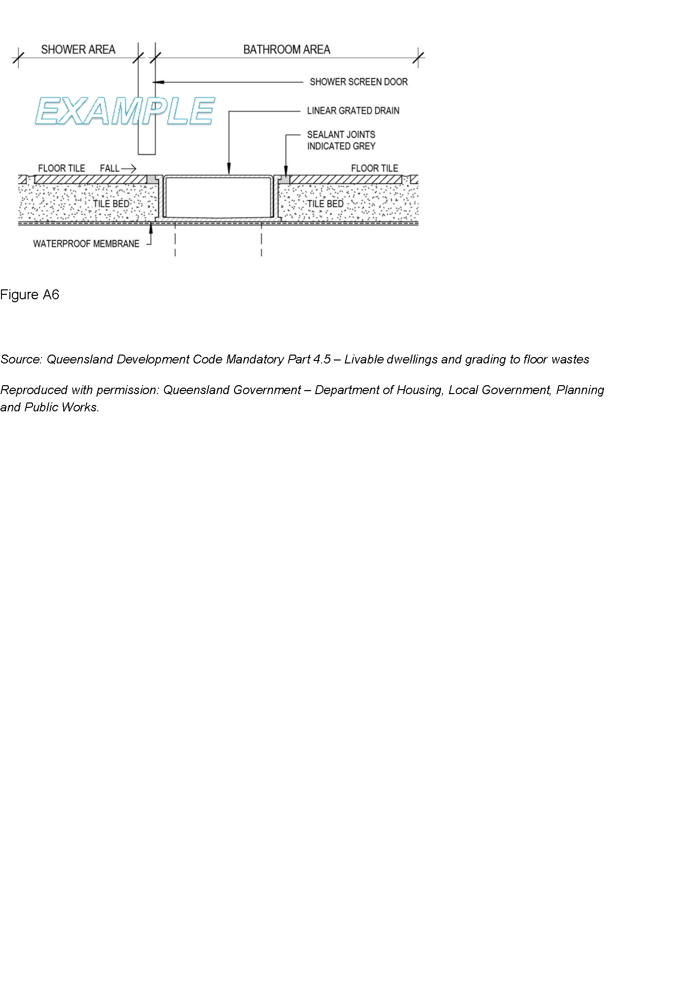 SHOWER AREA
BATHROOM AREA
SHOWER SCREEN DOOR
EXAMPLE
LINEAR GRATED DRAIN
SEALANT JOINTS
INDICATED GREY
FLOOR TILE
FALL
FLOOR TILE
TILE BED
TILE BED
WATERPROOF MEMBRANE
Figure A6
Source: Queensland Development Code Mandatory Part 4.5 – Livable dwellings and grading to floor wastes
Reproduced with permission: Queensland Government – Department of Housing, Local Government, Planning
and Public Works.